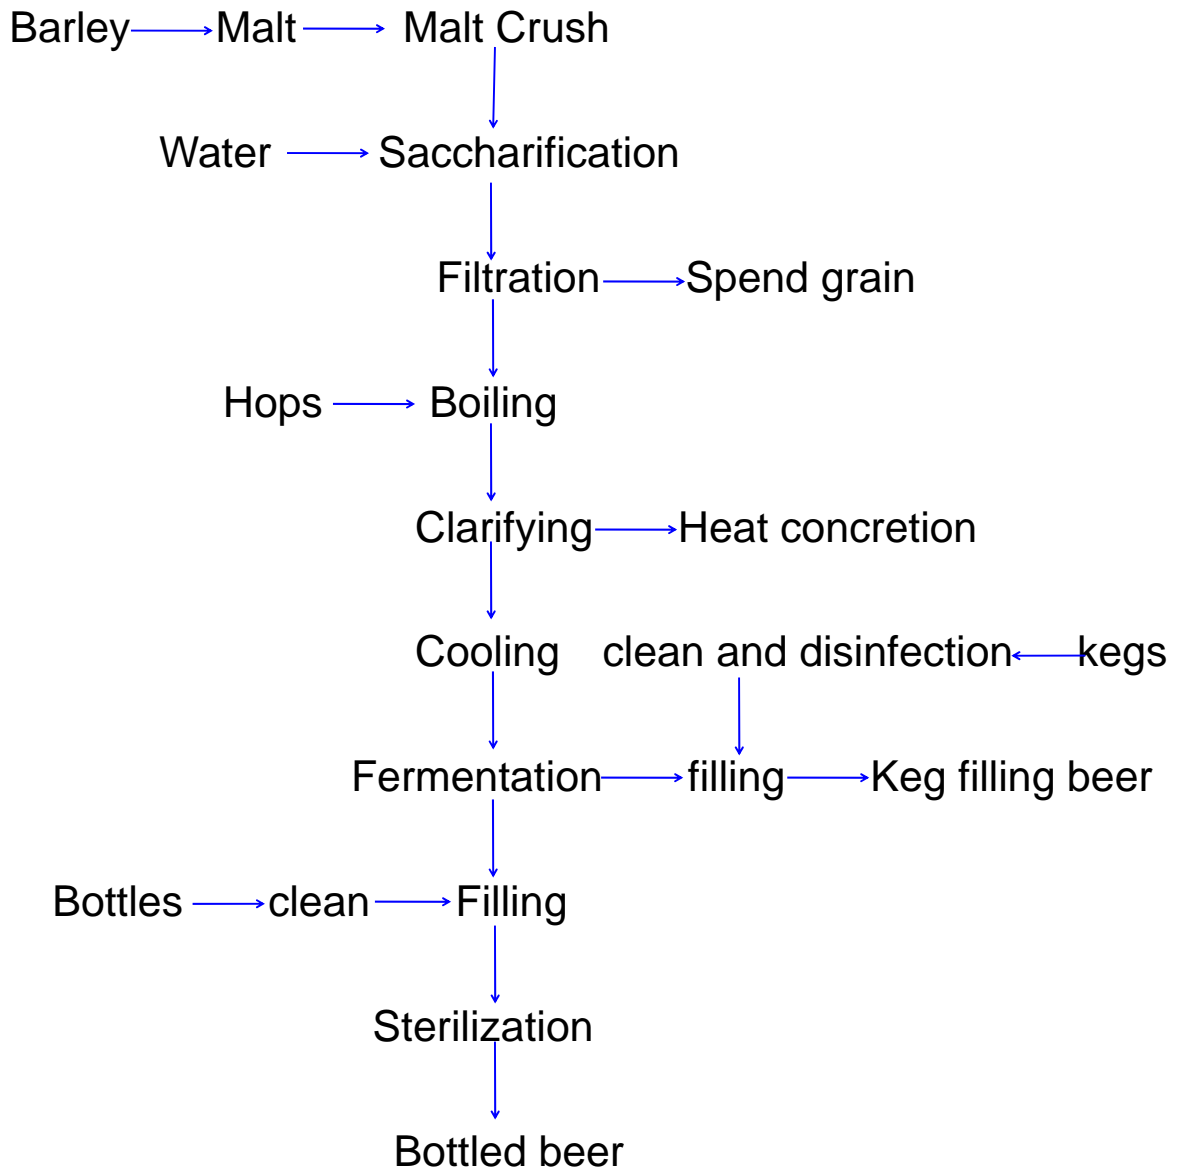 Barley Malt Malt Crush
Water Saccharification
Filtration Spend grain
Hops Boiling
Clarifying Heat concretion
Cooling clean and disinfection kegs
Fermentation filling Keg filling beer
Bottles clean Filling
Sterilization
Bottled beer